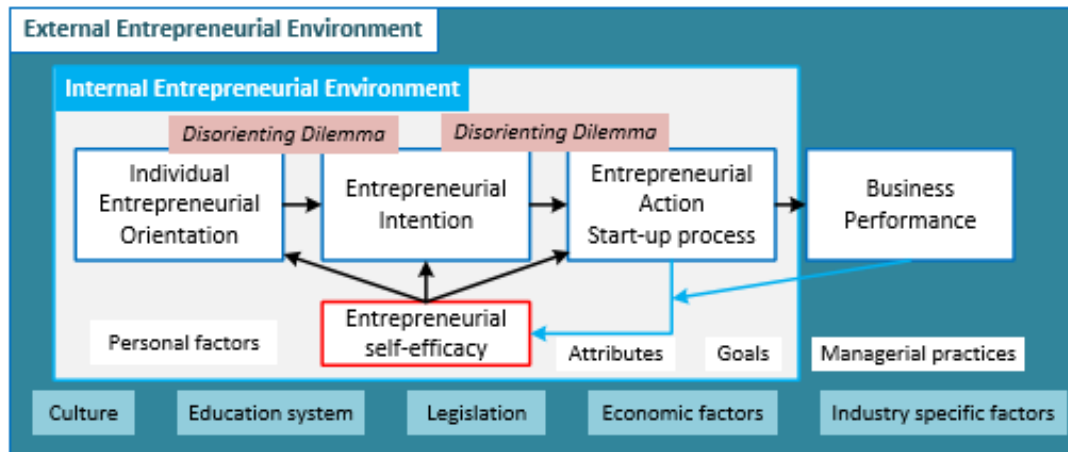 External Entrepreneurial Environment
Internal Entrepreneurial Environment
Disorienting Dilemma
Disorienting Dilemma
Individual
Entrepreneurial
Orientation
Entrepreneurial
Intention
Entrepreneurial
Action
Start-up process
Business
Performance
Entrepreneurial
self-efficacy
Personal factors
Attributes
Goals
Managerial practices
Culture
Education system
Legislation
Economic factors
Industry specific factors